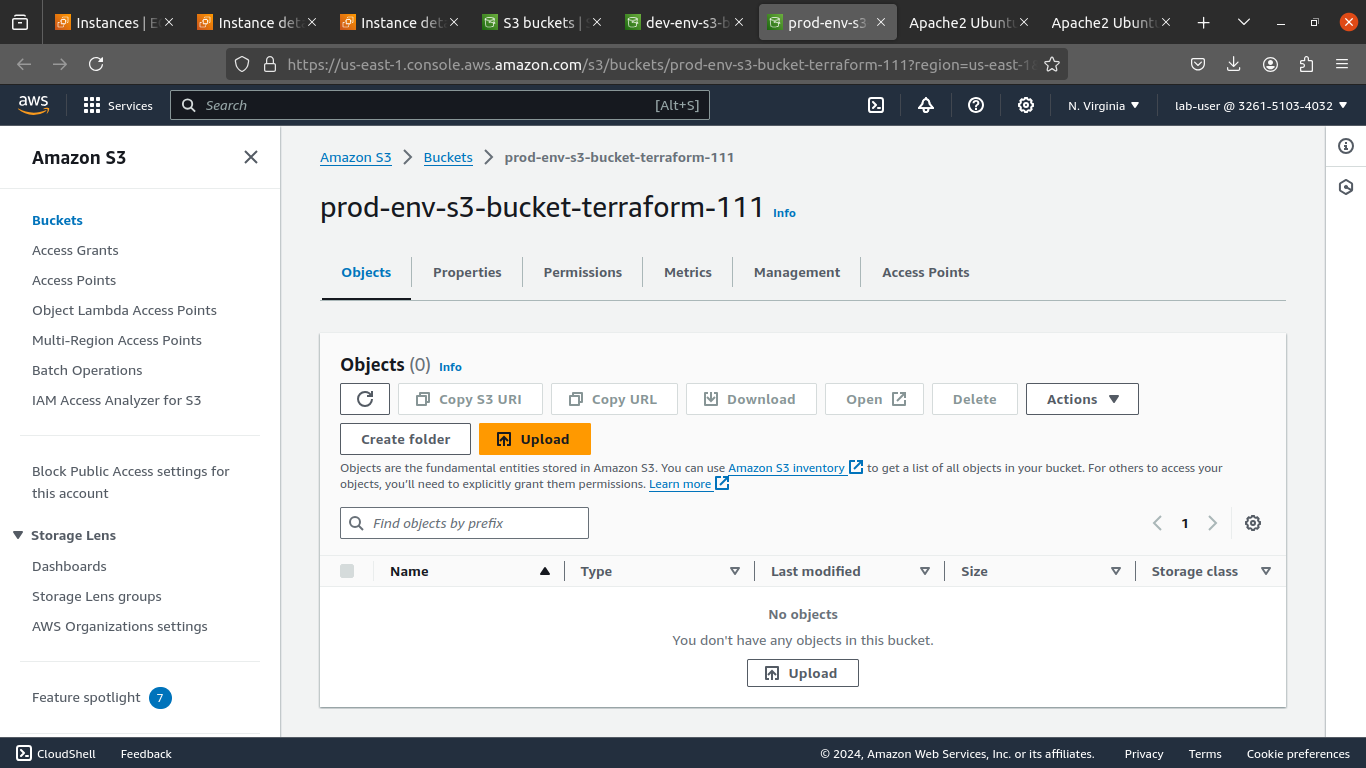 Instances | E
Instance deta
Instance deta
S3 buckets | S
dev-env-s3-b
prod-env-s3
Apache2 Ubunt
Apache2 Ubunt
https://us-east-1.console.aws.amazon.com/s3/buckets/prod-env-s3-bucket-terraform-111?region=us-east-1
aws
Services
Search
[Alt+S]
N. Virginia
lab-user @ 3261-5103-4032
Amazon S3
Buckets
Access Grants
Access Points
Object Lambda Access Points
Multi-Region Access Points
Batch Operations
IAM Access Analyzer for S3
Block Public Access settings for
this account
Storage Lens
Dashboards
Storage Lens groups
AWS Organizations settings
Feature spotlight 7
Amazon S3 > Buckets > prod-env-s3-bucket-terraform-111
prod-env-s3-bucket-terraform-111 Info
Objects
Properties
Permissions
Metrics
Management
Access Points
Objects (0) Info
Copy S3 URI
Copy URL
Download
Open
Delete
Actions
Create folder
Upload
Objects are the fundamental entities stored in Amazon S3. You can use Amazon S3 inventory to get a list of all objects in your bucket. For others to access your
objects, you'll need to explicitly grant them permissions. Learn more
Find objects by prefix
1
Name
Type
Last modified
Size
Storage class
No objects
You don't have any objects in this bucket.
Upload
CloudShell
Feedback
© 2024, Amazon Web Services, Inc. or its affiliates.
Privacy
Terms
Cookie preferences